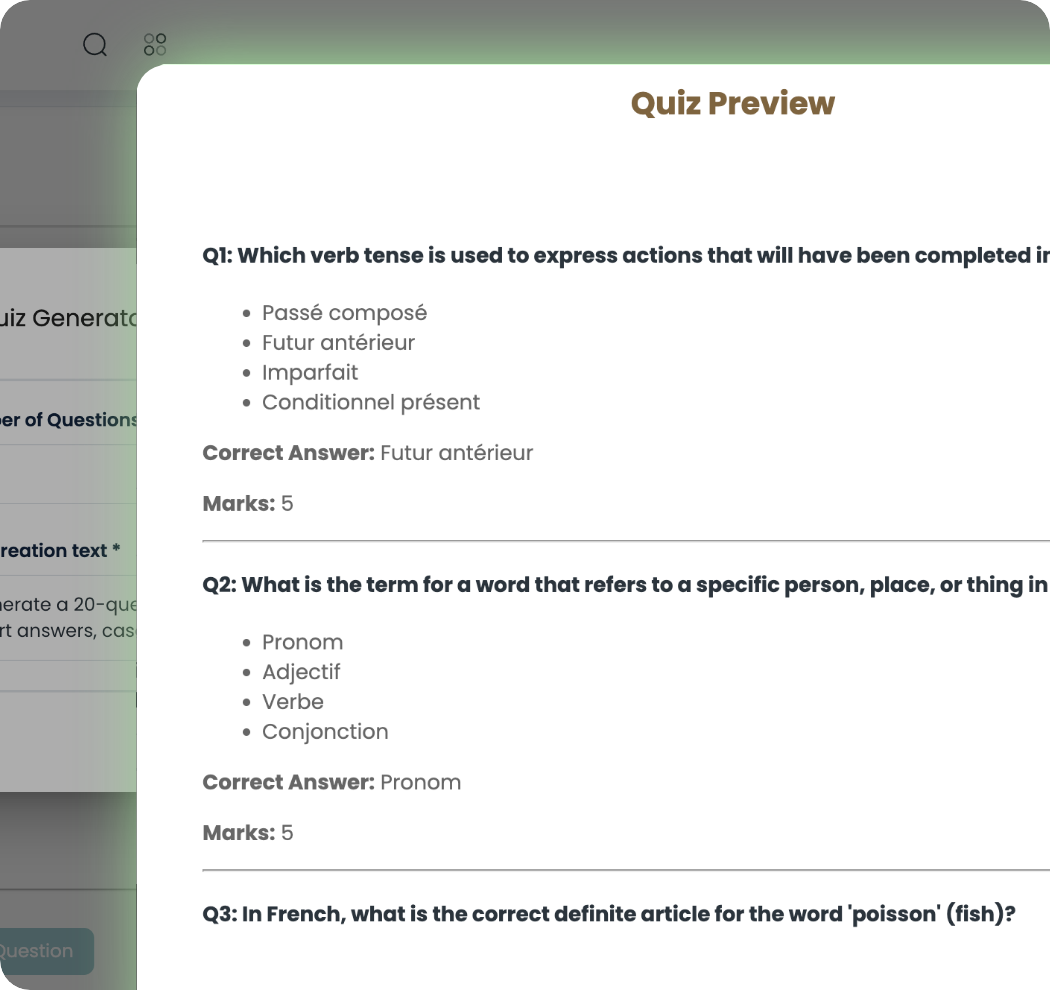 Quiz Preview
Q1: Which verb tense is used to express actions that will have been completed in
Passé composé
Futur antérieur
Imparfait
Conditionnel présent
Correct Answer: Futur antérieur
Marks: 5
Q2: What is the term for a word that refers to a specific person, place, or thing in
Pronom
Adjectif
Verbe
Conjonction
Correct Answer: Pronom
Marks: 5
Q3: In French, what is the correct definite article for the word 'poisson' (fish)?
uiz Generato
er of Questions
reation text *
nerate a 20-que
rt answers, cas
Question